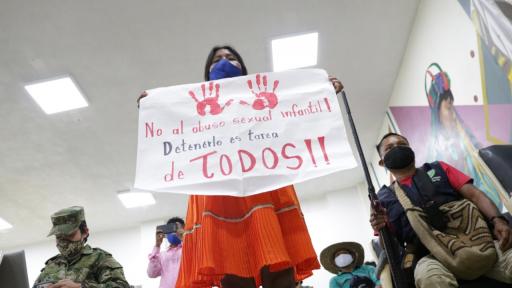 No al abuso sexual infantil!
Detenerlo es tarea
de TODOS!!